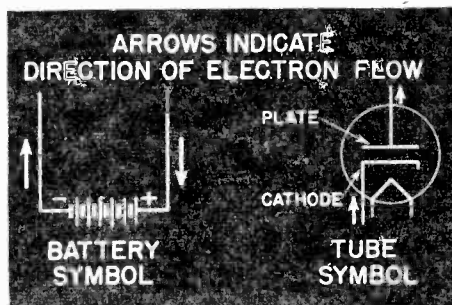 ARROWS INDICATE
DIRECTION OF ELECTRON FLOW
PLATE
- +
CATHODE
BATTERY
SYMBOL
TUBE
SYMBOL